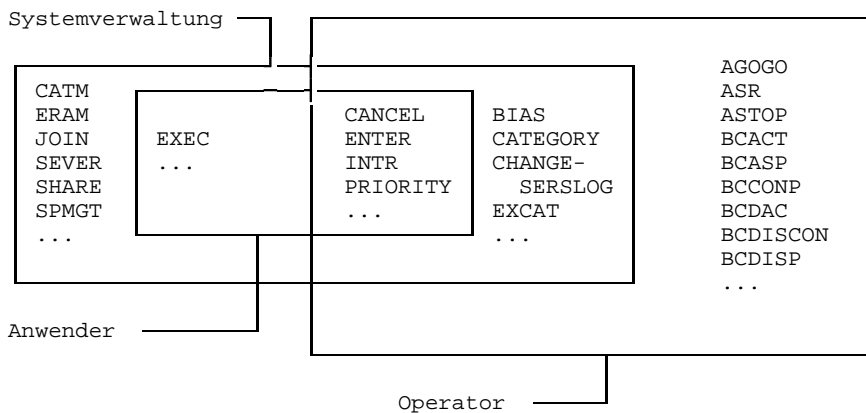 Systemverwaltung
CATM
ERAM
JOIN
SEVER
SHARE
SPMGT
...
EXEC
...
CANCEL
ENTER
INTR
PRIORITY
...
BIAS
CATEGORY
CHANGE-
SERSLOG
EXCAT
...
AGOGO
ASR
ASTOP
BCACT
BCASP
BCCONP
BCDAC
BCDISCON
BCDISP
...
Anwender
Operator